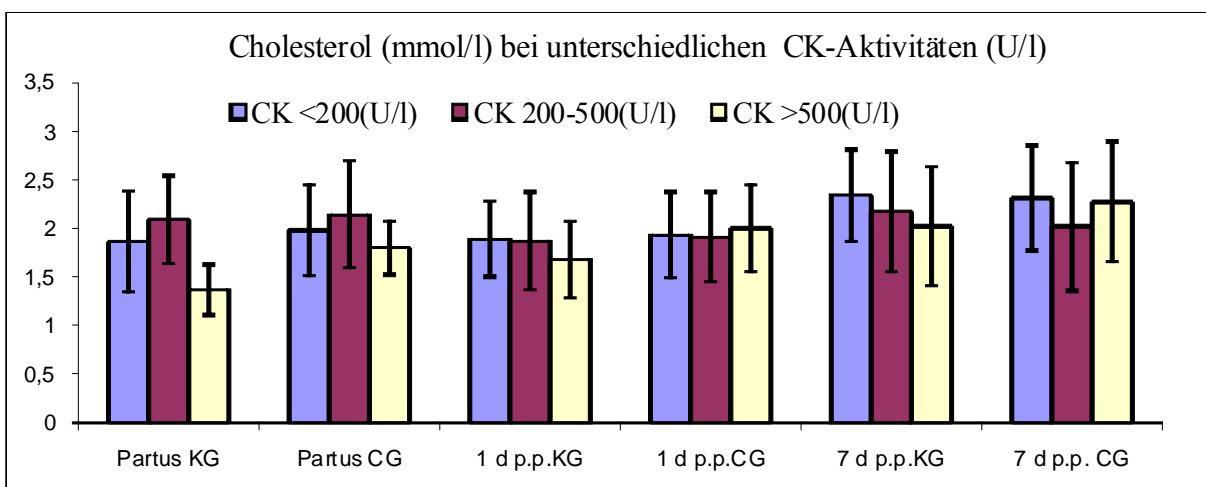 Cholesterol (mmol/l) bei unterschiedlichen CK-Aktivitäten (U/l)
CK <200(U/l) CK 200-500(U/l) CK >500(U/l)
3,5
3
2,5
2
1,5
1
0,5
0
Partus KG Partus CG 1 d p.p.KG 1 d p.p.CG 7 d p.p.KG 7 d p.p. CG